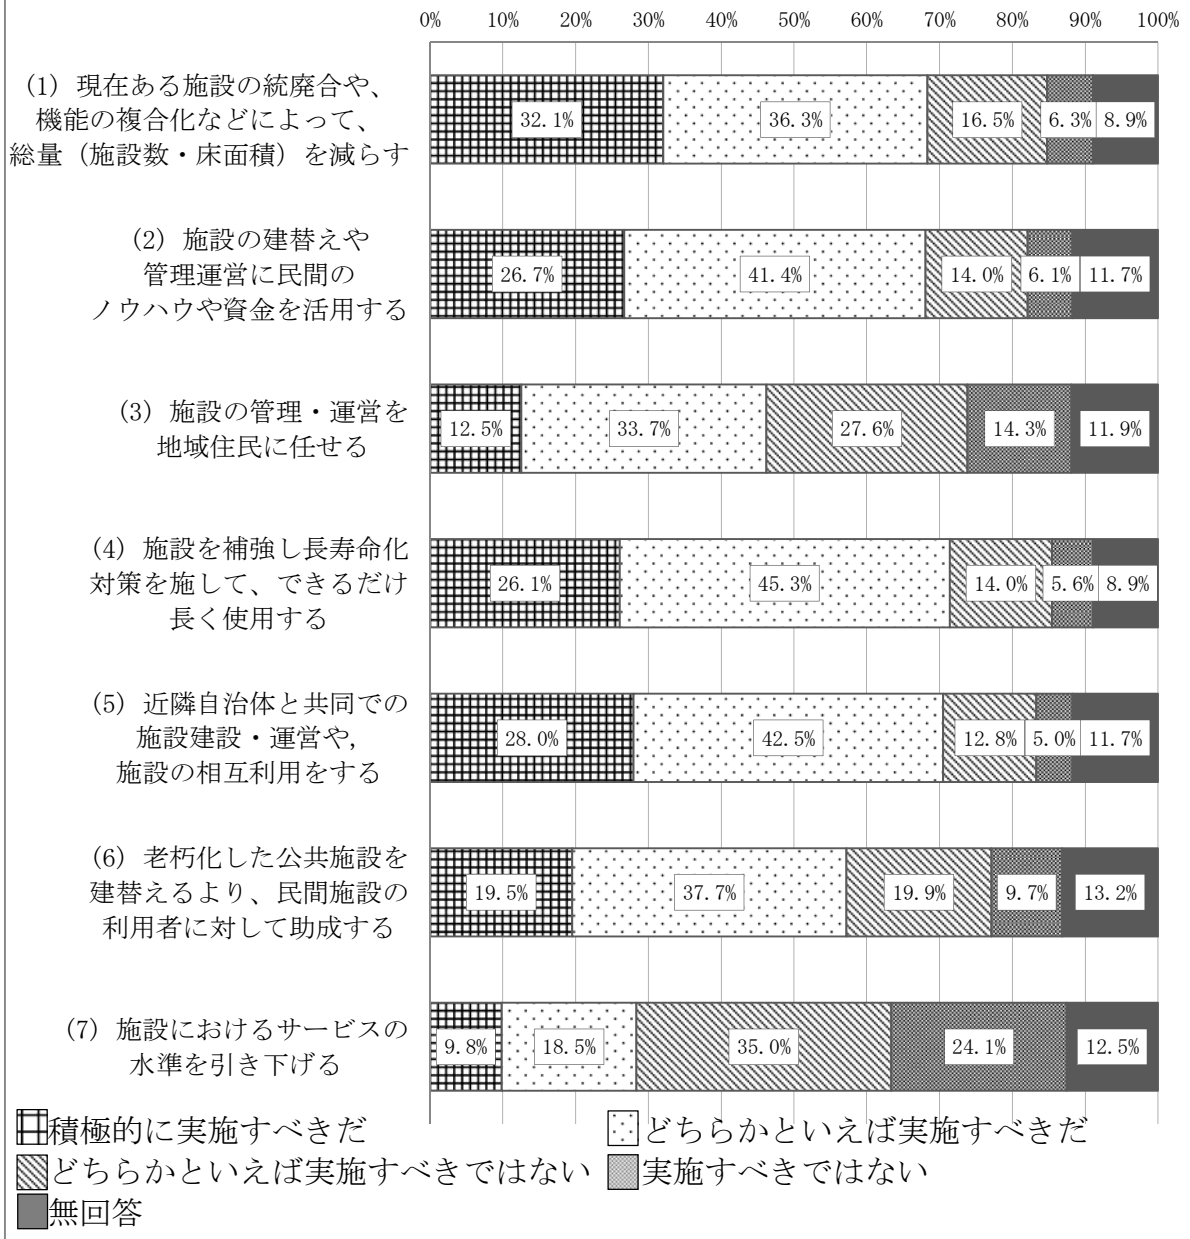 0% 10% 20% 30% 40% 50% 60% 70% 80% 90% 100%
(1) 現在ある施設の統廃合や、
機能の複合化などによって、
総量（施設数・床面積）を減らす
32.1% 36.3% 16.5% 6.3% 8.9%
(2) 施設の建替えや
管理運営に民間の
ノウハウや資金を活用する
26.7% 41.4% 14.0% 6.1% 11.7%
(3) 施設の管理・運営を
地域住民に任せる
12.5% 33.7% 27.6% 14.3% 11.9%
(4) 施設を補強し長寿命化
対策を施して、できるだけ
長く使用する
26.1% 45.3% 14.0% 5.6% 8.9%
(5) 近隣自治体と共同での
施設建設・運営や,
施設の相互利用をする
28.0% 42.5% 12.8% 5.0% 11.7%
(6) 老朽化した公共施設を
建替えるより、民間施設の
利用者に対して助成する
19.5% 37.7% 19.9% 9.7% 13.2%
(7) 施設におけるサービスの
水準を引き下げる
9.8% 18.5% 35.0% 24.1% 12.5%
積極的に実施すべきだ どちらかといえば実施すべきだ
どちらかといえば実施すべきではない 実施すべきではない
無回答